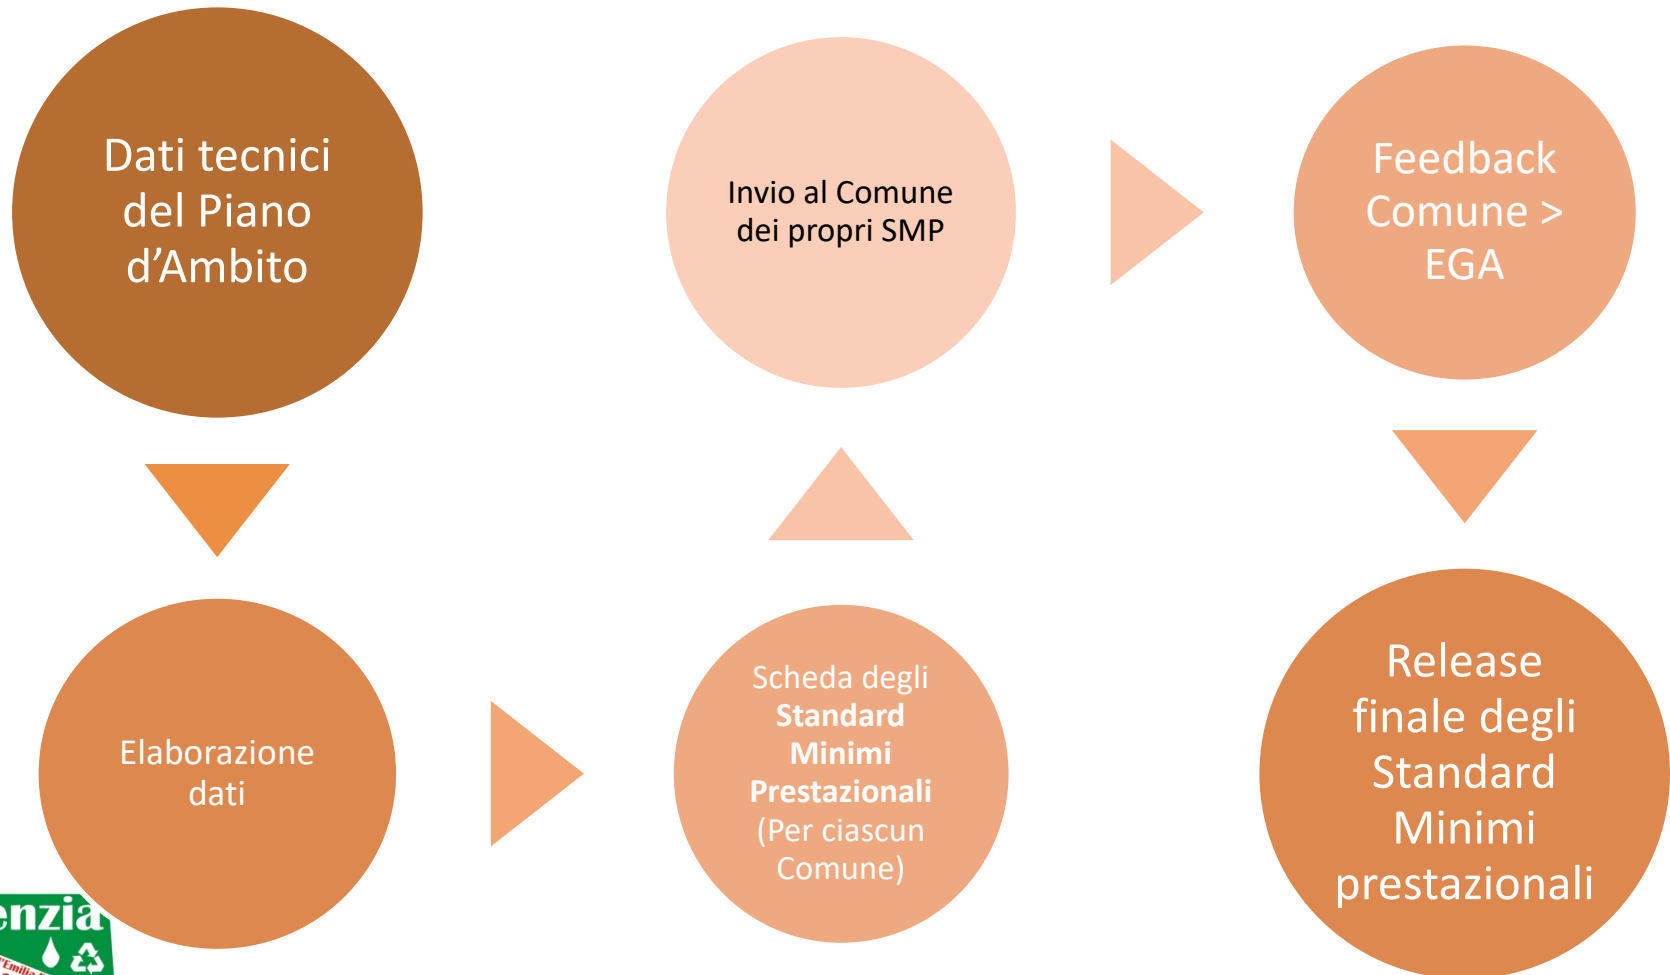 Dati tecnici
del Piano
d’Ambito
Elaborazione
dati
Scheda degli
Standard
Minimi
Prestazionali
(Per ciascun
Comune)
Invio al Comune
dei propri SMP
Feedback
Comune >
EGA
Release
finale degli
Standard
Minimi
prestazionali